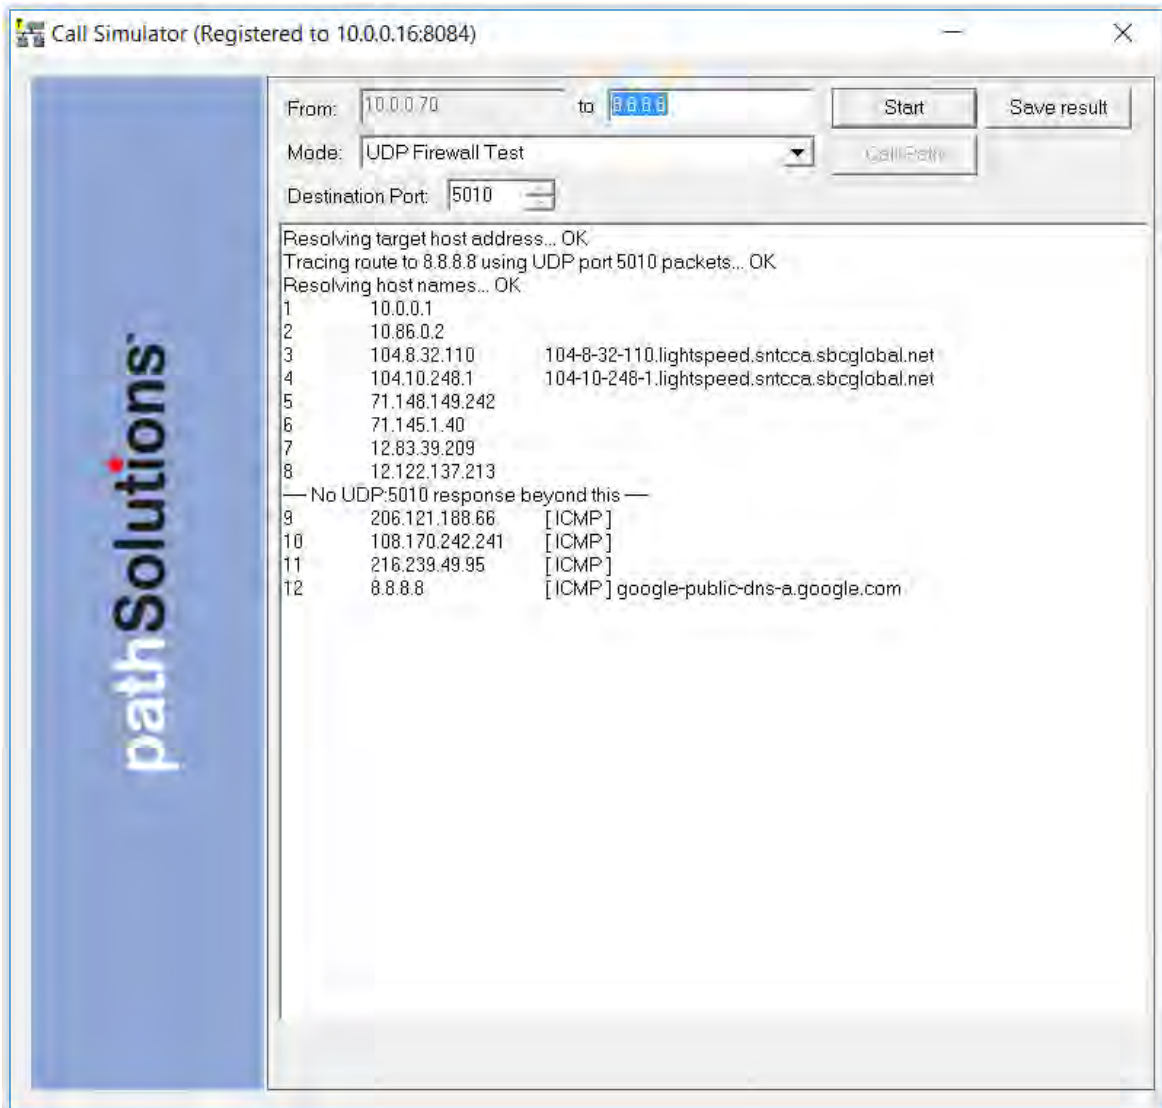 Call Simulator (Registered to 10.0.0.16:8084)
From: 10.0.0.70 to 8.8.8.8 Start Save result
Mode: UDP Firewall Test Call Path
Destination Port: 5010
Resolving target host address... OK
Tracing route to 8.8.8.8 using UDP port 5010 packets... OK
Resolving host names... OK
1 10.0.0.1
2 10.86.0.2
3 104.8.32.110 104-8-32-110.lightspeed.sntcca.sbcglobal.net
4 104.10.248.1 104-10-248-1.lightspeed.sntcca.sbcglobal.net
5 71.148.149.242
6 71.145.1.40
7 12.83.39.209
8 12.122.137.213
---- No UDP:5010 response beyond this ----
9 206.121.188.66 [ ICMP ]
10 108.170.242.241 [ ICMP ]
11 216.239.49.95 [ ICMP ]
12 8.8.8.8 [ ICMP ] google-public-dns-a.google.com
pathSolutions